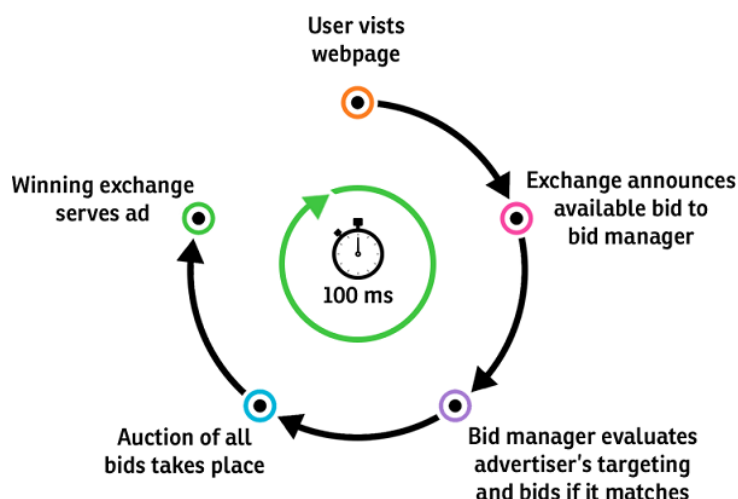 User vists
webpage
Exchange announces
available bid to
bid manager
Bid manager evaluates
advertiser's targeting
and bids if it matches
Auction of all
bids takes place
Winning exchange
serves ad
100 ms